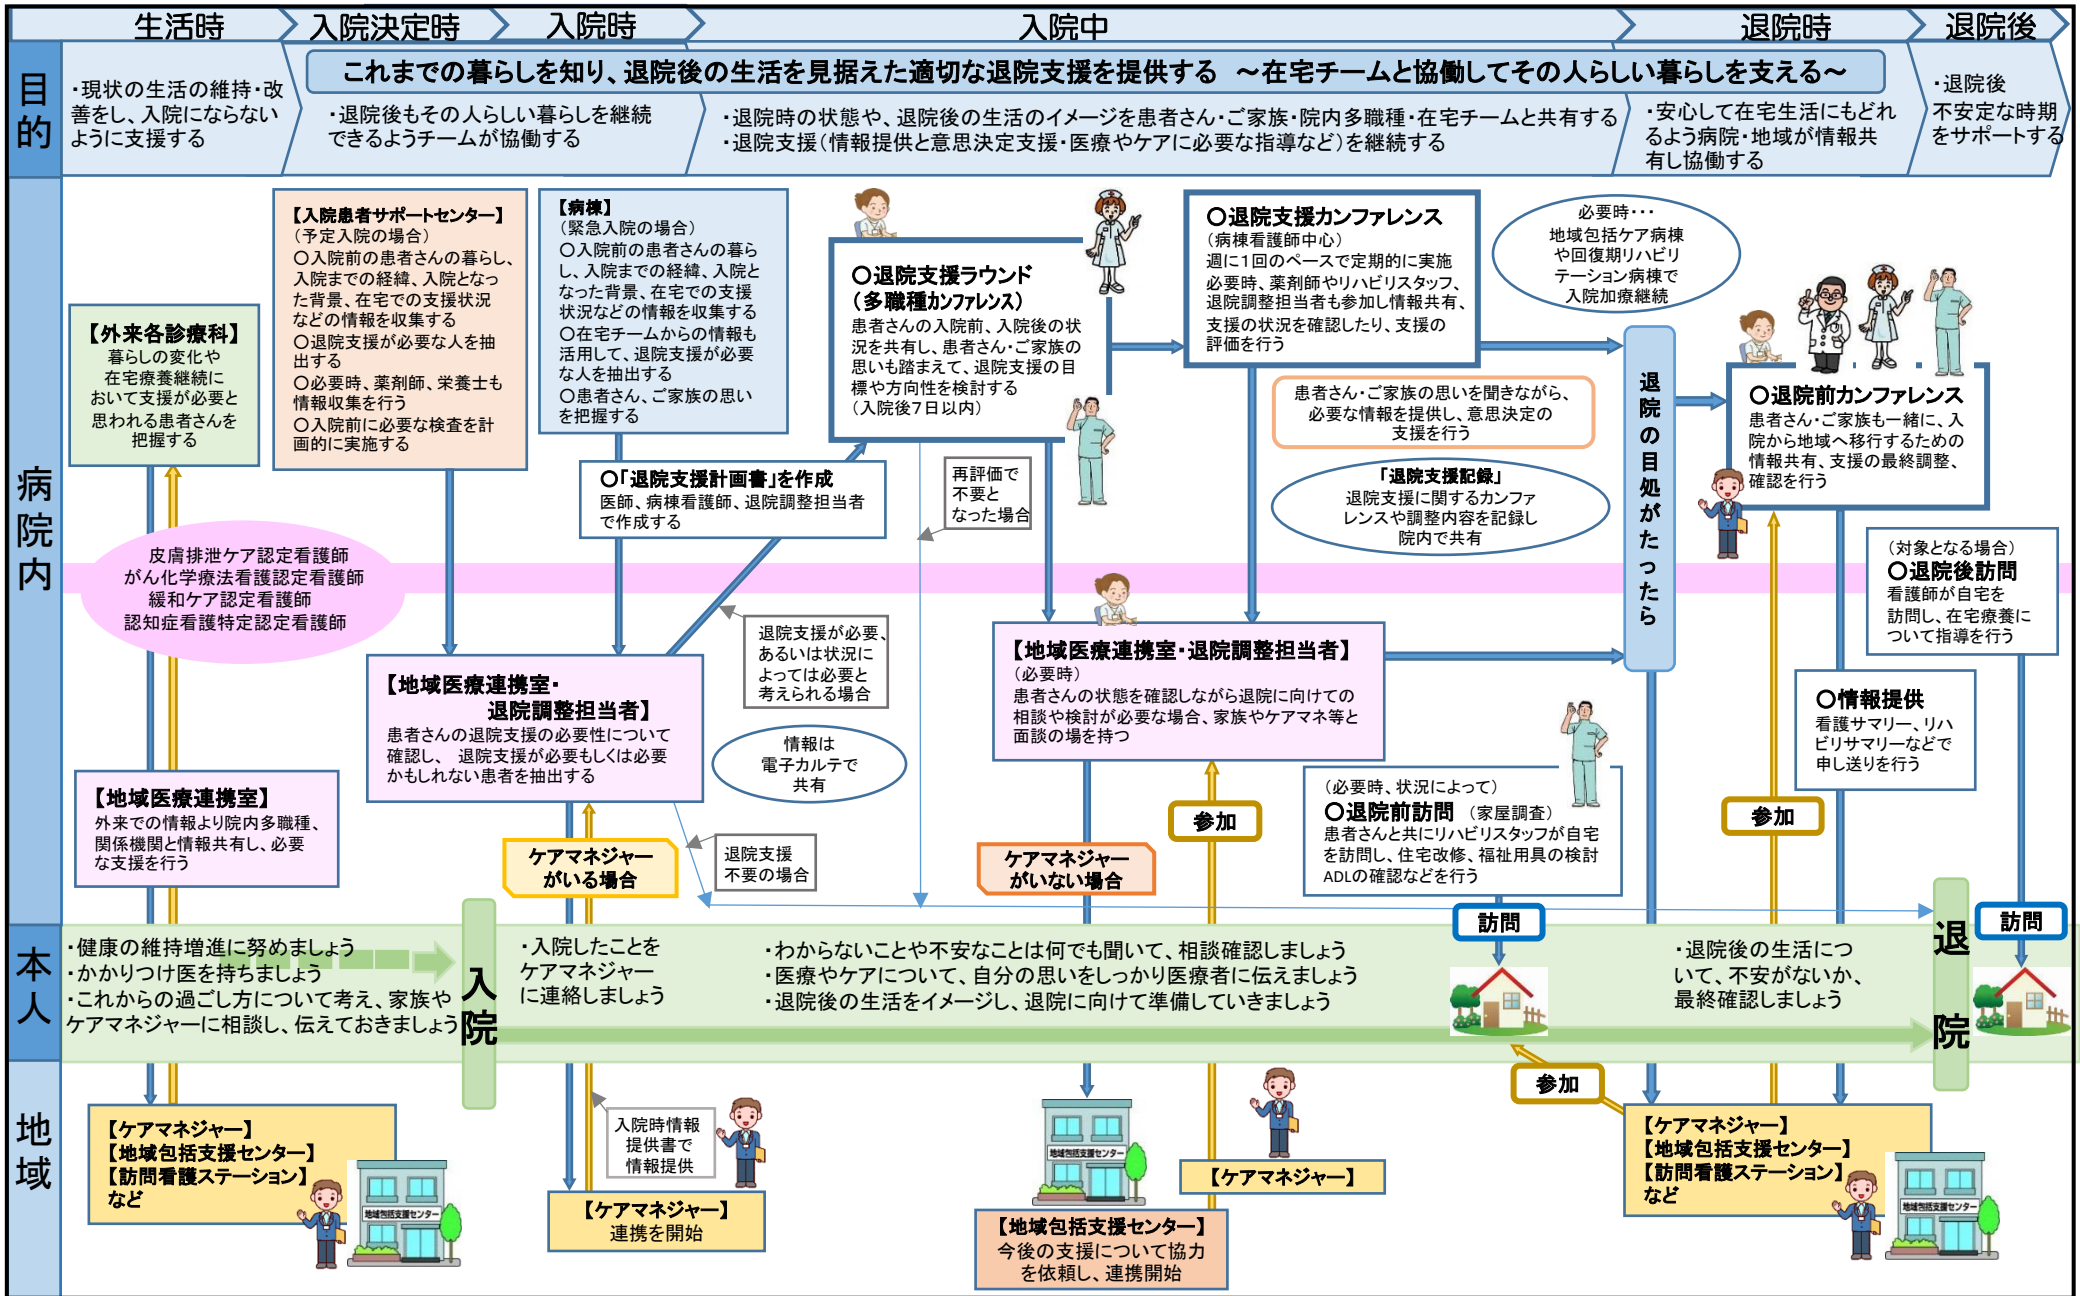 生活時
入院決定時
入院時
入院中
退院時
退院後
目的
これまでの暮らしを知り、退院後の生活を見据えた適切な退院支援を提供する ～在宅チームと協働してその人らしい暮らしを支える～
・現状の生活の維持・改
善をし、入院にならない
ように支援する
・退院後もその人らしい暮らしを継続
できるようチームが協働する
・退院時の状態や、退院後の生活のイメージを患者さん・ご家族・院内多職種・在宅チームと共有する
・退院支援（情報提供と意思決定支援・医療やケアに必要な指導など）を継続する
・安心して在宅生活にもどれ
るよう病院・地域が情報共
有し協働する
・退院後
不安定な時期
をサポートする
病院内
【外来各診療科】
暮らしの変化や
在宅療養継続に
おいて支援が必要と
思われる患者さんを
把握する
【入院患者サポートセンター】
（予定入院の場合）
〇入院前の患者さんの暮らし、
入院までの経緯、入院となっ
た背景、在宅での支援状況
などの情報を収集する
〇退院支援が必要な人を抽
出する
〇必要時、薬剤師、栄養士も
情報収集を行う
〇入院前に必要な検査を計
画的に実施する
【病棟】
（緊急入院の場合）
〇入院前の患者さんの暮ら
し、入院までの経緯、入院と
なった背景、在宅での支援
状況などの情報を収集する
〇在宅チームからの情報も
活用して、退院支援が必要
な人を抽出する
〇患者さん、ご家族の思い
を把握する
〇「退院支援計画書」を作成
医師、病棟看護師、退院調整担当者
で作成する
〇退院支援ラウンド
（多職種カンファレンス）
患者さんの入院前、入院後の状
況を共有し、患者さん・ご家族の
思いも踏まえて、退院支援の目
標や方向性を検討する
（入院後7日以内）
〇退院支援カンファレンス
（病棟看護師中心）
週に1回のペースで定期的に実施
必要時、薬剤師やリハビリスタッフ、
退院調整担当者も参加し情報共有、
支援の状況を確認したり、支援の
評価を行う
必要時・・・
地域包括ケア病棟
や回復期リハビリ
テーション病棟で
入院加療継続
患者さん・ご家族の思いを聞きながら、
必要な情報を提供し、意思決定の
支援を行う
「退院支援記録」
退院支援に関するカンファ
レンスや調整内容を記録し
院内で共有
再評価で
不要と
なった場合
退院の目処がたったら
〇退院前カンファレンス
患者さん・ご家族も一緒に、入
院から地域へ移行するための
情報共有、支援の最終調整、
確認を行う
（対象となる場合）
〇退院後訪問
看護師が自宅を
訪問し、在宅療養に
ついて指導を行う
皮膚排泄ケア認定看護師
がん化学療法看護認定看護師
緩和ケア認定看護師
認知症看護特定認定看護師
退院支援が必要、
あるいは状況に
よっては必要と
考えられる場合
【地域医療連携室・
退院調整担当者】
患者さんの退院支援の必要性について
確認し、 退院支援が必要もしくは必要
かもしれない患者を抽出する
情報は
電子カルテで
共有
【地域医療連携室・退院調整担当者】
（必要時）
患者さんの状態を確認しながら退院に向けての
相談や検討が必要な場合、家族やケアマネ等と
面談の場を持つ
〇情報提供
看護サマリー、リハ
ビリサマリーなどで
申し送りを行う
【地域医療連携室】
外来での情報より院内多職種、
関係機関と情報共有し、必要
な支援を行う
ケアマネジャー
がいる場合
退院支援
不要の場合
ケアマネジャー
がいない場合
参加
（必要時、状況によって）
〇退院前訪問 （家屋調査）
患者さんと共にリハビリスタッフが自宅
を訪問し、住宅改修、福祉用具の検討
ADLの確認などを行う
参加
訪問
訪問
本人
・健康の維持増進に努めましょう
・かかりつけ医を持ちましょう
・これからの過ごし方について考え、家族や
ケアマネジャーに相談し、伝えておきましょう
入院
・入院したことを
ケアマネジャー
に連絡しましょう
・わからないことや不安なことは何でも聞いて、相談確認しましょう
・医療やケアについて、自分の思いをしっかり医療者に伝えましょう
・退院後の生活をイメージし、退院に向けて準備していきましょう
・退院後の生活につ
いて、不安がないか、
最終確認しましょう
退院
地域
【ケアマネジャー】
【地域包括支援センター】
【訪問看護ステーション】
など
地域包括支援センター
入院時情報
提供書で
情報提供
【ケアマネジャー】
連携を開始
地域包括支援センター
【地域包括支援センター】
今後の支援について協力
を依頼し、連携開始
【ケアマネジャー】
参加
【ケアマネジャー】
【地域包括支援センター】
【訪問看護ステーション】
など
地域包括支援センター